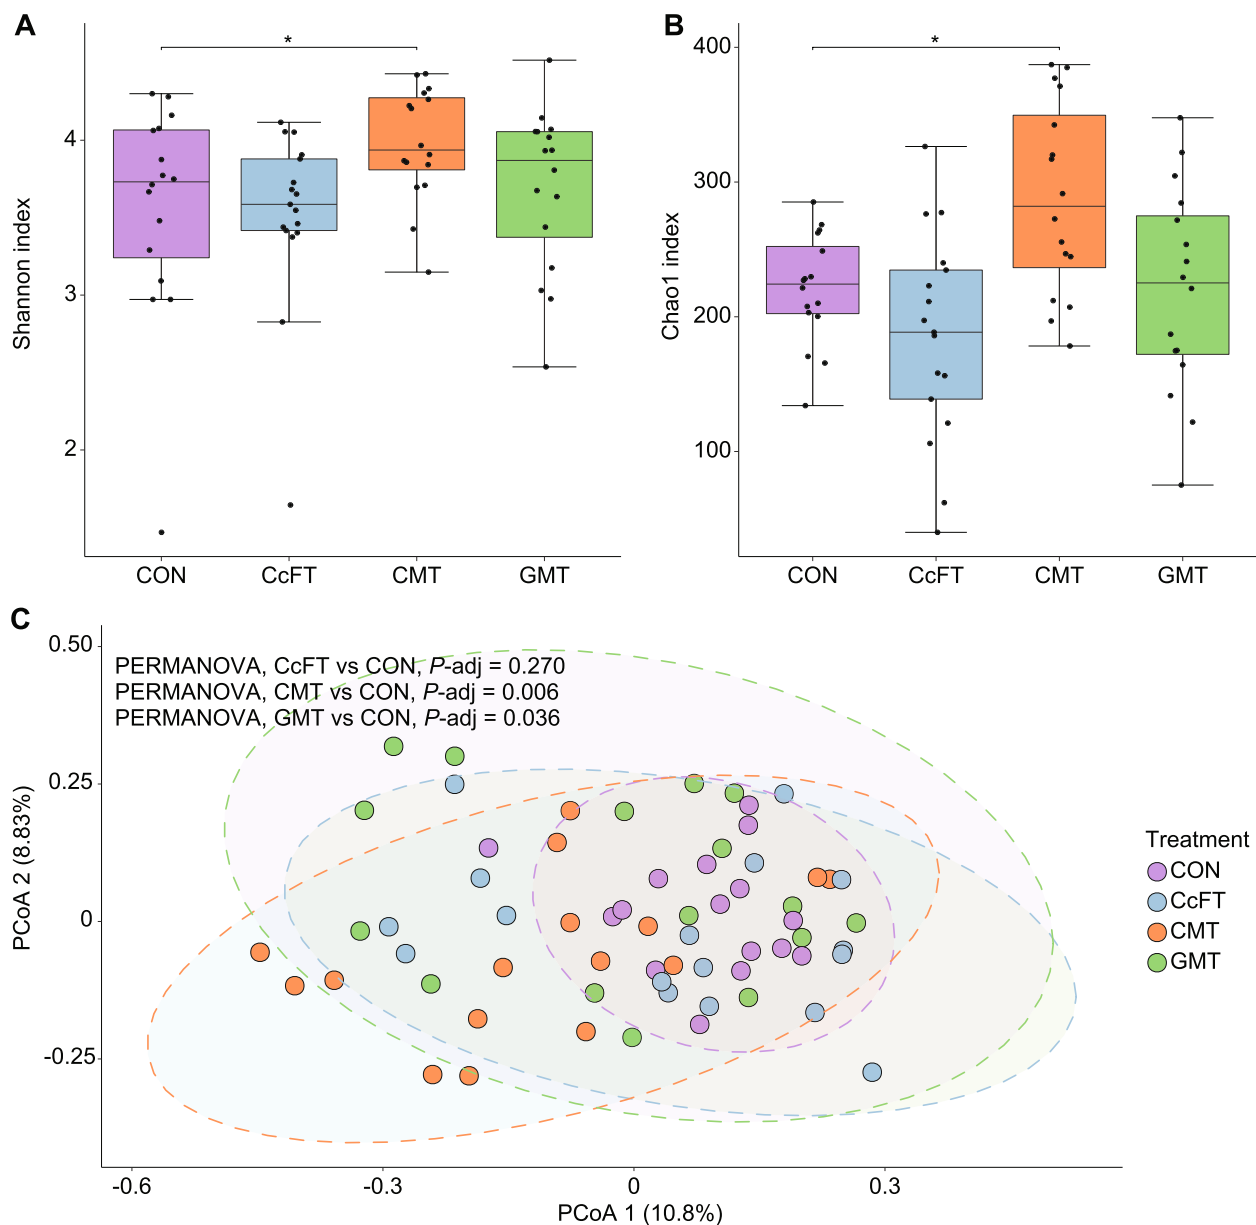 A
*
Shannon index
4
3
2
CON CcFT CMT GMT
B
*
Chao1 index
400
300
200
100
CON CcFT CMT GMT
C
PERMANOVA, CcFT vs CON, P-adj = 0.270
PERMANOVA, CMT vs CON, P-adj = 0.006
PERMANOVA, GMT vs CON, P-adj = 0.036
PCoA 2 (8.83%)
0.50
0.25
0
-0.25
-0.6 -0.3 0 0.3
PCoA 1 (10.8%)
Treatment
CON
CcFT
CMT
GMT